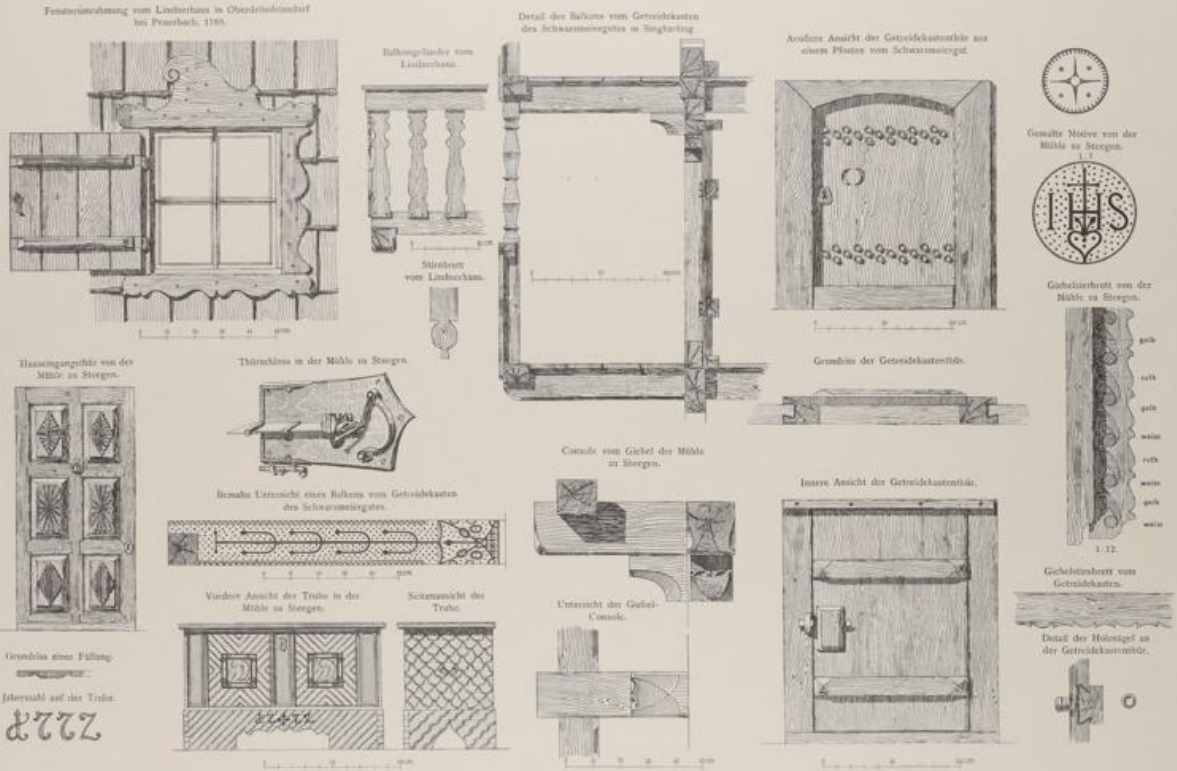 Fensterumrahmung vom Lindnerhaus in Oberdrissleinsdorf
bei Peuerbach. 1789.
Balkongeländer vom
Lindnerhaus.
Stirnbrett
vom Lindnerhaus.
Detail des Balkens vom Getreidekasten
des Schwarzmeiergutes in Siegharting
Aeußere Ansicht der Getreidekastenthür aus
einem Pfosten vom Schwarzmeiergut.
Gemalte Motive von der
Mühle zu Steegen.
IHS
Giebelzierbrett von der
Mühle zu Steegen.
gelb
roth
gelb
weiss
roth
weiss
gelb
weiss
1:12.
Hauseingangsthür von der
Mühle zu Steegen.
Thürschloss in der Mühle zu Steegen.
Grundriss der Getreidekastenthür.
Bemalte Untersicht eines Balkens vom Getreidekasten
des Schwarzmeiergutes.
Console vom Giebel der Mühle
zu Steegen.
Innere Ansicht der Getreidekastenthür.
Giebelstirnbrett vom
Getreidekasten.
Detail der Holznägel an
der Getreidekastenthür.
Vordere Ansicht der Truhe in der
Mühle zu Steegen.
Seitenansicht der
Truhe.
Untersicht der Giebel-
Console.
Grundriss einer Füllung.
Jahreszahl auf der Truhe.